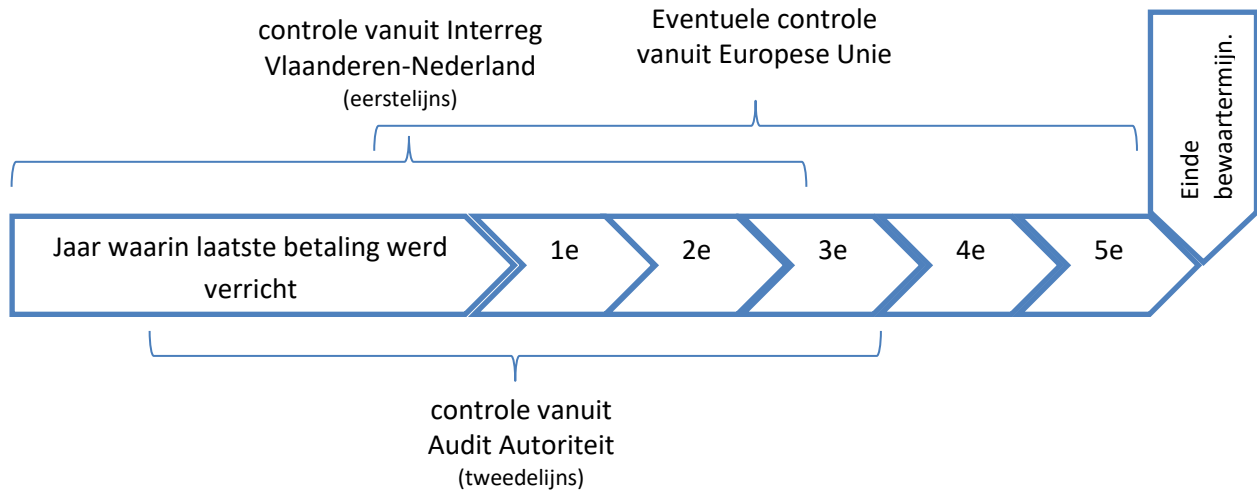 controle vanuit Interreg
Vlaanderen-Nederland
(eerstelijns)
Eventuele controle
vanuit Europese Unie
Einde
bewaartermijn.
Jaar waarin laatste betaling werd
verricht
1e
2e
3e
4e
5e
controle vanuit
Audit Autoriteit
(tweedelijns)